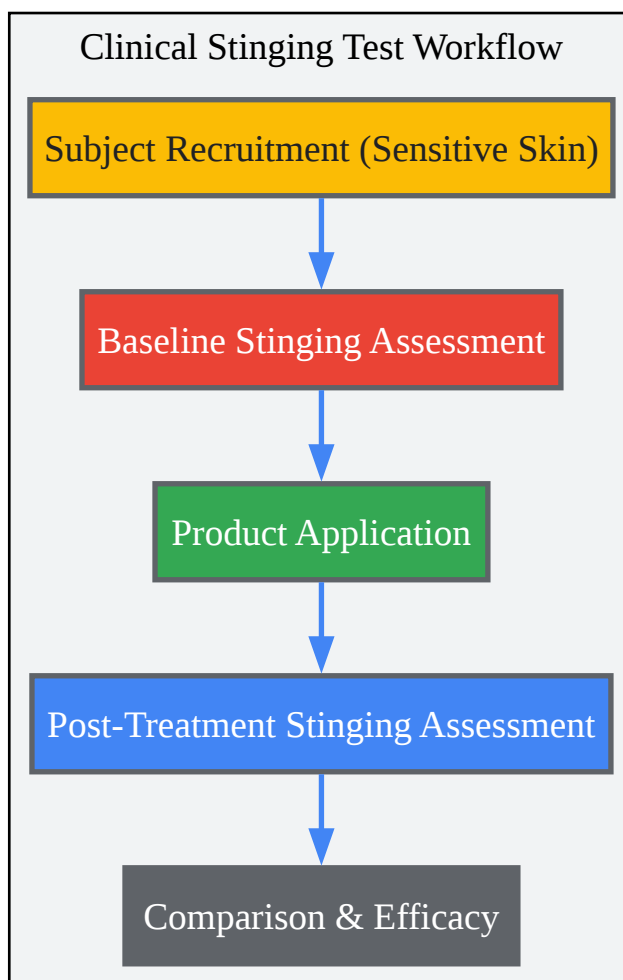 Clinical Stinging Test Workflow
Subject Recruitment (Sensitive Skin)
Baseline Stinging Assessment
Product Application
Post-Treatment Stinging Assessment
Comparison & Efficacy